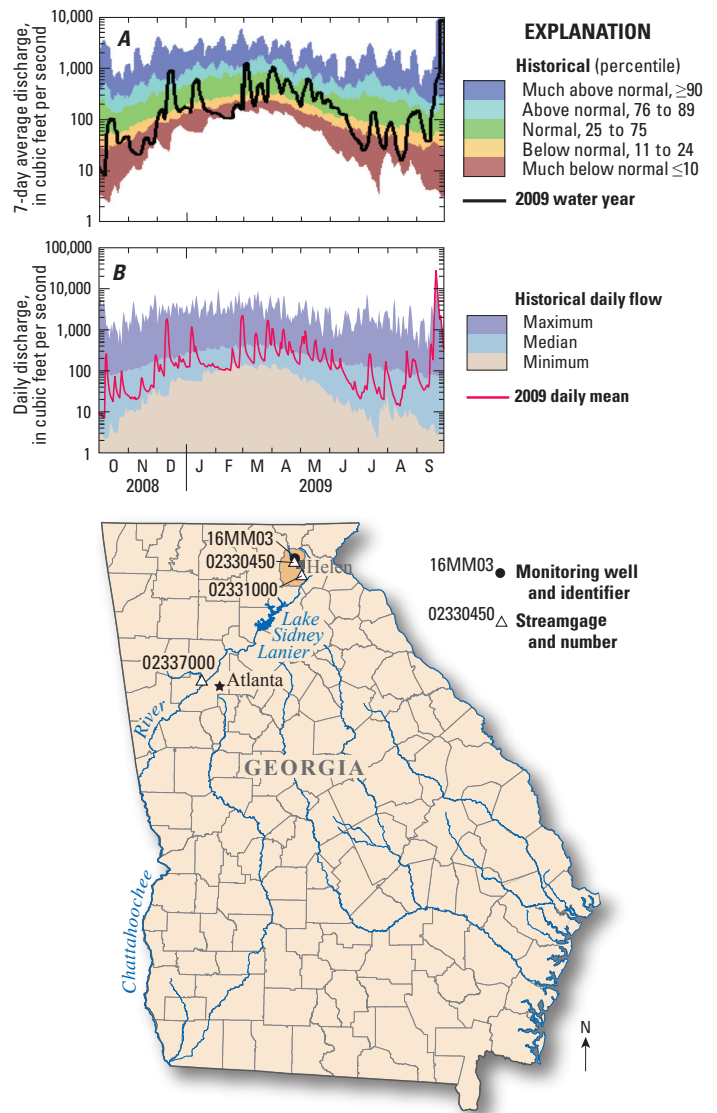 A
7-day average discharge,
in cubic feet per second
10,000
1,000
100
10
1
EXPLANATION
Historical (percentile)
Much above normal, ≥90
Above normal, 76 to 89
Normal, 25 to 75
Below normal, 11 to 24
Much below normal ≤10
2009 water year
B
Daily discharge,
in cubic feet per second
100,000
10,000
1,000
100
10
1
O N D J F M A M J J A S
2008 2009
Historical daily flow
Maximum
Median
Minimum
2009 daily mean
16MM03
02330450
Helen
02331000
Lake
Sidney
Lanier
02337000
Atlanta
River
GEORGIA
Chattahoochee
16MM03
Monitoring well
and identifier
02330450
Streamgage
and number
N